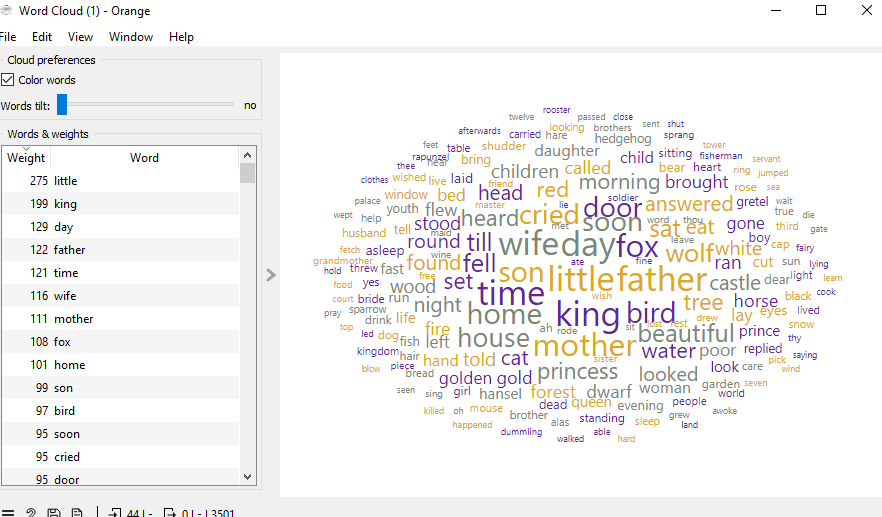 Word Cloud (1) - Orange
File Edit View Window Help
Cloud preferences
Color words
Words tilt: no
Words & weights
Weight Word
275 little
199 king
129 day
122 father
121 time
116 wife
111 mother
108 fox
101 home
99 son
97 bird
95 soon
95 cried
95 door
rooster
twelve passed close
afterwards carried hare looking brothers sent shut
hedgehog sprang
feet table shudder daughter tower
rapunzel hear bring child sitting fisherman
thee children called bear heart servant
clothes wished live laid friend morning brought ring jumped
palace window bed head red soldier rose sea
youth flew master lie door answered gretel wait
wept help stood heard cried word thou true die
husband tell maid soon met sat eat gone third gate
round till wife day fox leave boy
fetch asleep wine wolf white cap fairy
grandmother found fell ate fine ran cut sun lying
hold threw fast son little father castle dear light
food yes free set learn
wood time wish tree black cook
court bride run king bird horse
pray sparrow night home drew lay eyes lived
top drink life ah rode sit lost rest snow
led dog fire house mother beautiful prince thy
fish left sister water poor replied saying
kingdom hair cat look care pick
blow piece hand told princess looked wind
bread golden gold woman garden seven
seen sing girl hansel forest dwarf world
killed oh mouse dead queen evening people
brother grew awoke
happened alas standing sleep land
dummling able
walked hard
44 0
3501